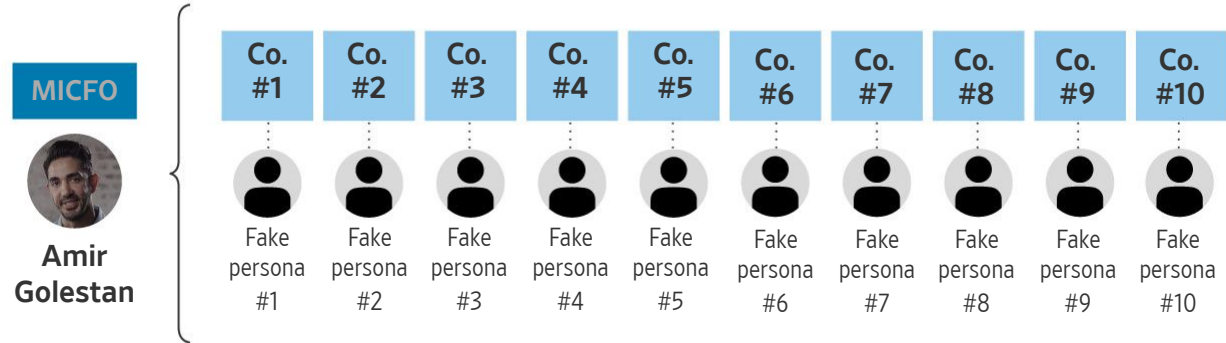 MICFO
Amir
Golestan
Co.
#1
Co.
#2
Co.
#3
Co.
#4
Co.
#5
Co.
#6
Co.
#7
Co.
#8
Co.
#9
Co.
#10
Fake
persona
#1
Fake
persona
#2
Fake
persona
#3
Fake
persona
#4
Fake
persona
#5
Fake
persona
#6
Fake
persona
#7
Fake
persona
#8
Fake
persona
#9
Fake
persona
#10